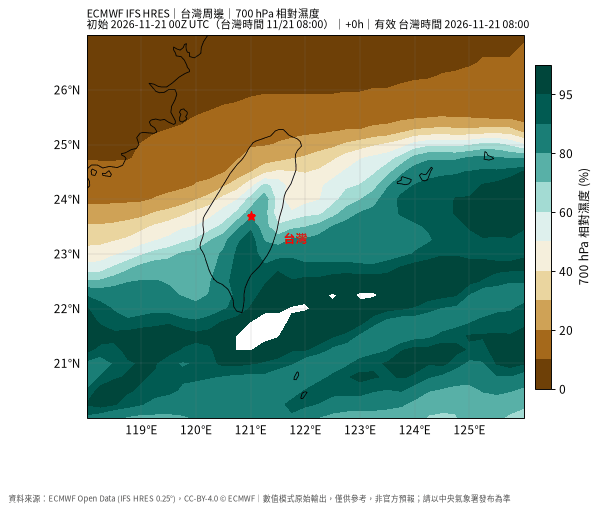 ECMWF IFS HRES｜台灣周邊｜700 hPa 相對濕度
初始 2026-11-21 00Z UTC（台灣時間 11/21 08:00）｜+0h｜有效 台灣時間 2026-11-21 08:00
26°N
25°N
24°N
23°N
22°N
21°N
119°E 120°E 121°E 122°E 123°E 124°E 125°E
台灣
95
80
60
40
20
0
700 hPa 相對濕度 (%)
資料來源：ECMWF Open Data (IFS HRES 0.25°)，CC-BY-4.0 © ECMWF｜數值模式原始輸出，僅供參考，非官方預報；請以中央氣象署發布為準